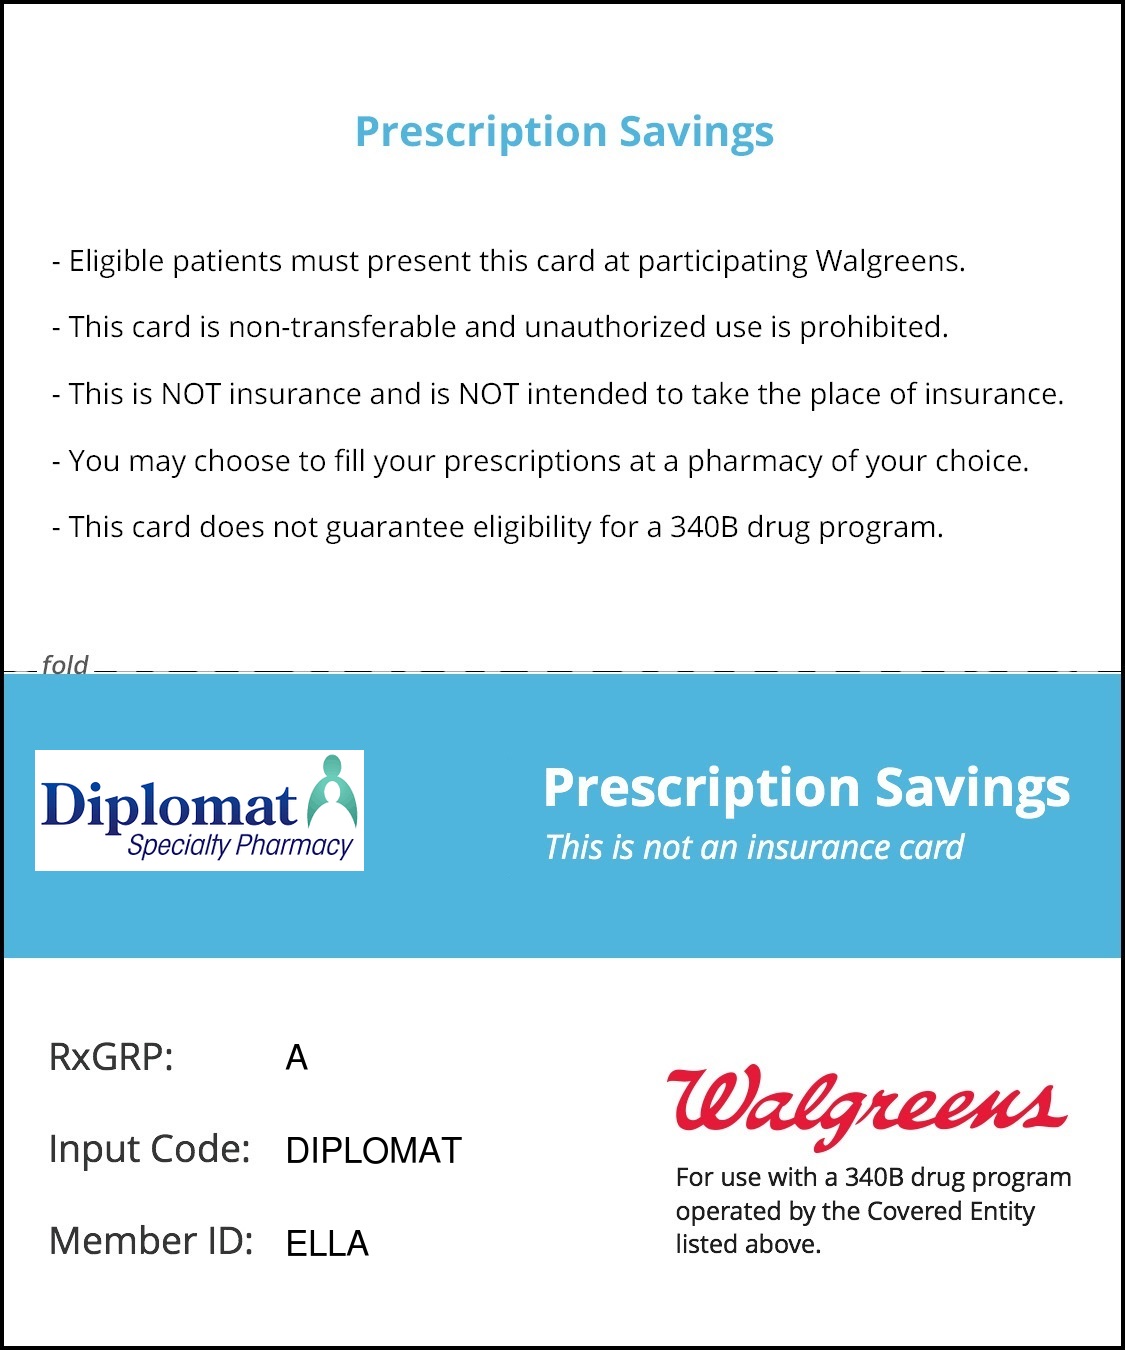 Prescription Savings
- Eligible patients must present this card at participating Walgreens.
- This card is non-transferable and unauthorized use is prohibited.
- This is NOT insurance and is NOT intended to take the place of insurance.
- You may choose to fill your prescriptions at a pharmacy of your choice.
- This card does not guarantee eligibility for a 340B drug program.
fold
Diplomat
Specialty Pharmacy
Prescription Savings
This is not an insurance card
RxGRP: A
Input Code: DIPLOMAT
Member ID: ELLA
Walgreens
For use with a 340B drug program
operated by the Covered Entity
listed above.